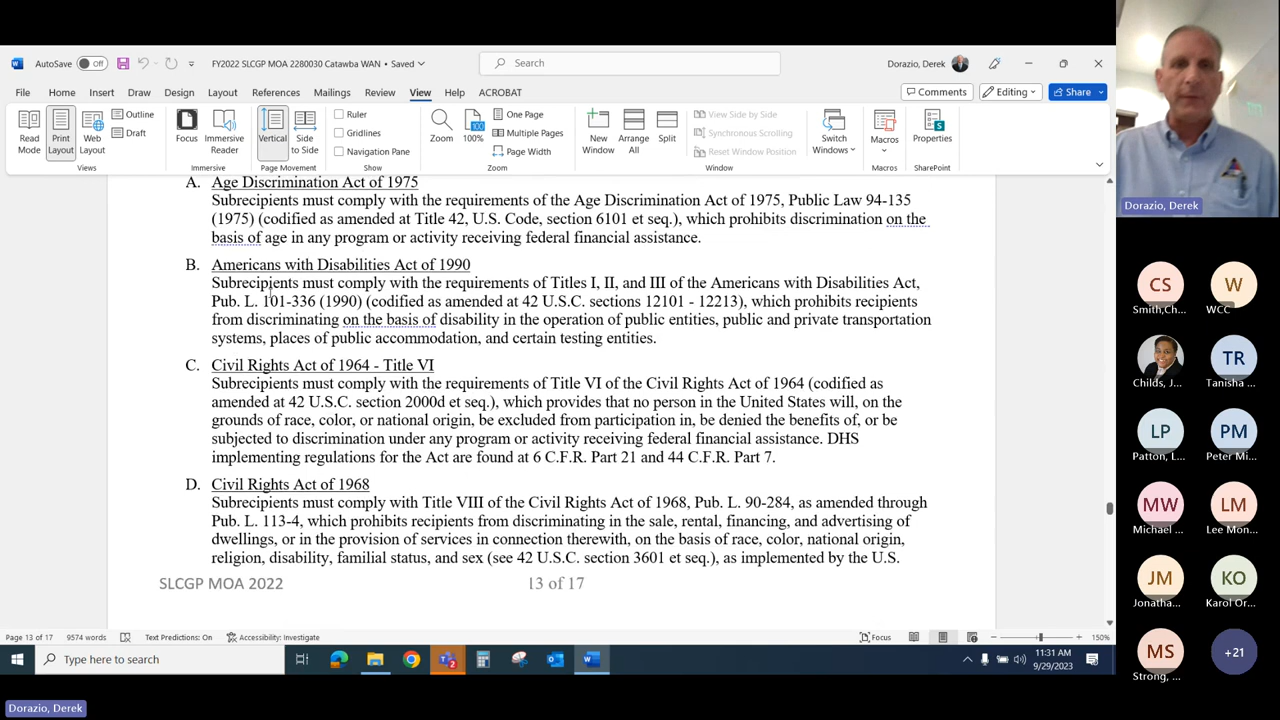 AutoSave Off FY2022 SLCGP MOA 2280030 Catawba WAN • Saved Search Dorazio, Derek
File Home Insert Draw Design Layout References Mailings Review View Help ACROBAT Comments Editing Share
Read Mode
Print Layout
Web Layout
Outline
Draft
Views
Focus
Immersive Reader
Immersive
Vertical
Side to Side
Page Movement
Ruler
Gridlines
Navigation Pane
Show
Zoom
100%
One Page
Multiple Pages
Page Width
Zoom
New Window
Arrange All
Split
View Side by Side
Synchronous Scrolling
Reset Window Position
Window
Switch Windows
Macros
Macros
Properties
SharePoint
A. Age Discrimination Act of 1975
Subrecipients must comply with the requirements of the Age Discrimination Act of 1975, Public Law 94-135
(1975) (codified as amended at Title 42, U.S. Code, section 6101 et seq.), which prohibits discrimination on the
basis of age in any program or activity receiving federal financial assistance.
B. Americans with Disabilities Act of 1990
Subrecipients must comply with the requirements of Titles I, II, and III of the Americans with Disabilities Act,
Pub. L. 101-336 (1990) (codified as amended at 42 U.S.C. sections 12101 - 12213), which prohibits recipients
from discriminating on the basis of disability in the operation of public entities, public and private transportation
systems, places of public accommodation, and certain testing entities.
C. Civil Rights Act of 1964 - Title VI
Subrecipients must comply with the requirements of Title VI of the Civil Rights Act of 1964 (codified as
amended at 42 U.S.C. section 2000d et seq.), which provides that no person in the United States will, on the
grounds of race, color, or national origin, be excluded from participation in, be denied the benefits of, or be
subjected to discrimination under any program or activity receiving federal financial assistance. DHS
implementing regulations for the Act are found at 6 C.F.R. Part 21 and 44 C.F.R. Part 7.
D. Civil Rights Act of 1968
Subrecipients must comply with Title VIII of the Civil Rights Act of 1968, Pub. L. 90-284, as amended through
Pub. L. 113-4, which prohibits recipients from discriminating in the sale, rental, financing, and advertising of
dwellings, or in the provision of services in connection therewith, on the basis of race, color, national origin,
religion, disability, familial status, and sex (see 42 U.S.C. section 3601 et seq.), as implemented by the U.S.
SLCGP MOA 2022 13 of 17
Page 13 of 17 9574 words Text Predictions: On Accessibility: Investigate Focus 150%
Type here to search
11:31 AM
9/29/2023
Dorazio, Derek
Dorazio, Derek
CS W
Smith,Ch... WCC
TR
Childs, J... Tanisha ...
LP PM
Patton, L... Peter Mi...
MW LM
Michael ... Lee Mon...
JM KO
Jonatha... Karol Or...
MS +21
Strong, ...